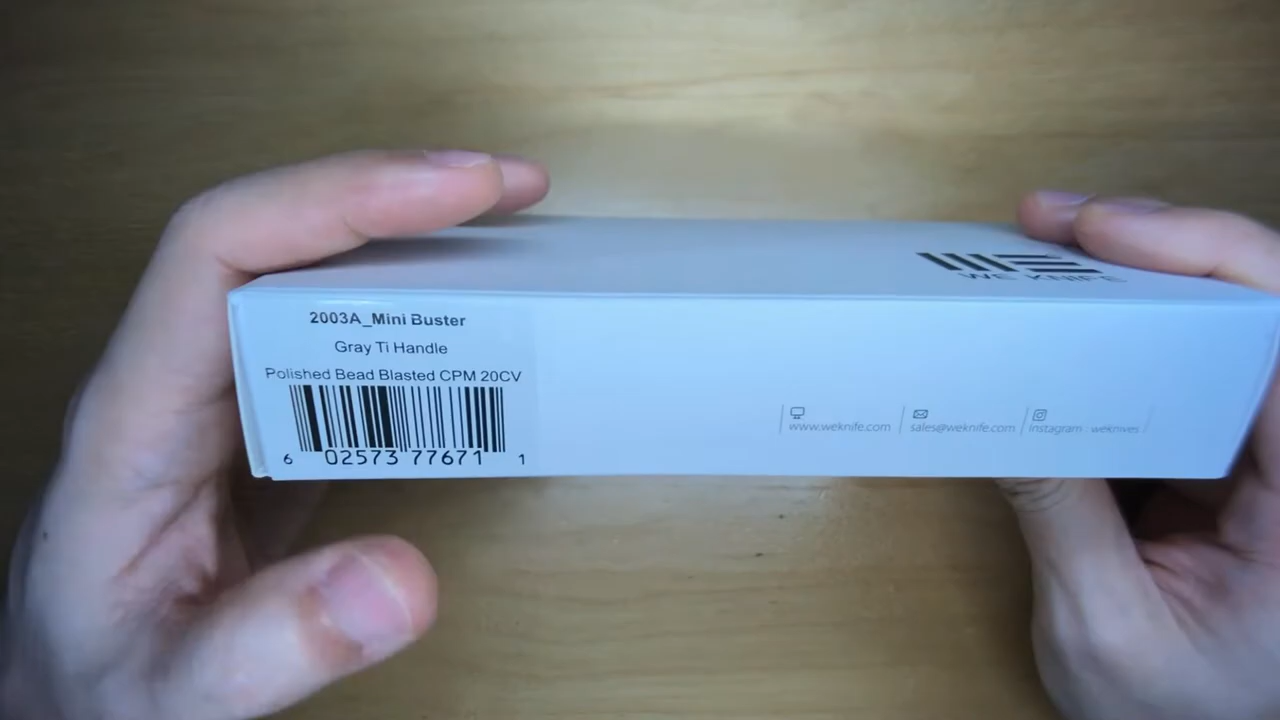 WE KNIFE
2003A_Mini Buster
Gray Ti Handle
Polished Bead Blasted CPM 20CV
6 02573 77671 1
www.weknife.com
sales@weknife.com
Instagram : weknives